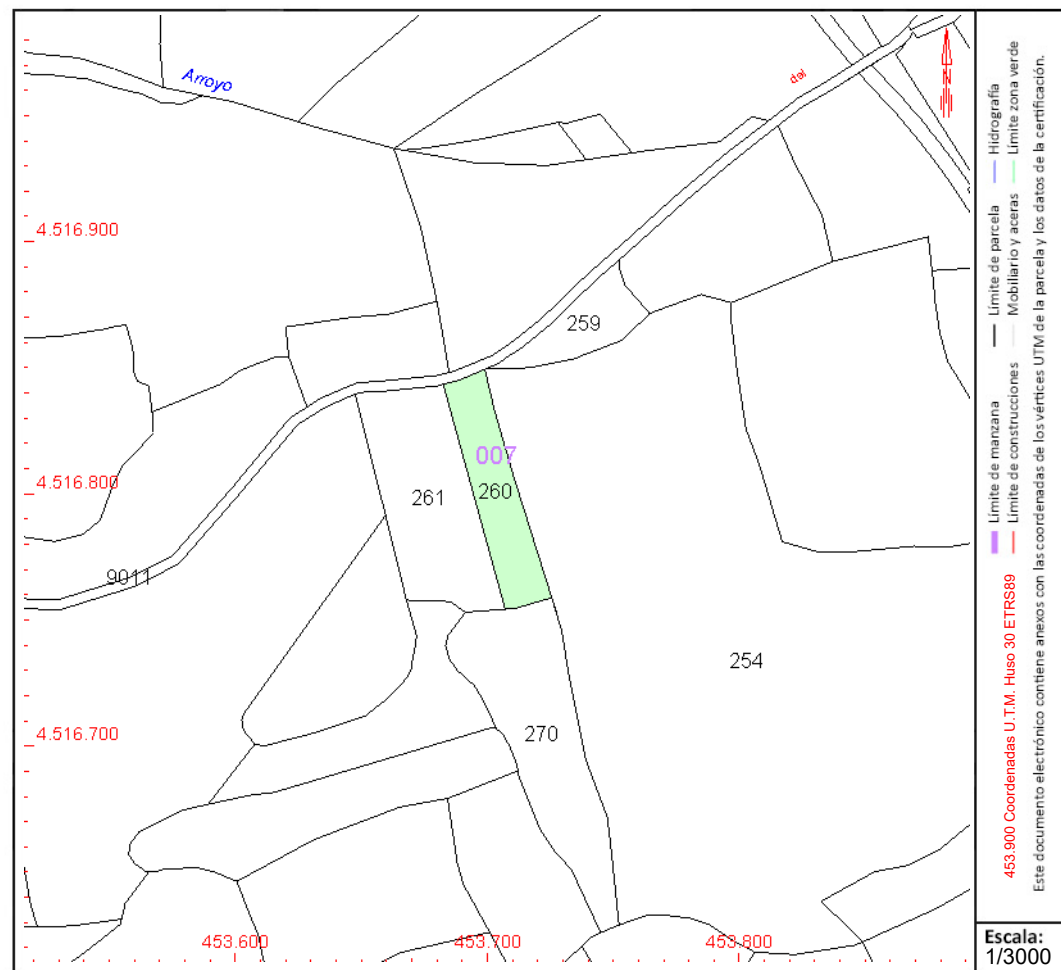 Arroyo
del
N
4.516.900
259
007
4.516.800
261
260
9011
254
4.516.700
270
453.600
453.700
453.800
Límite de manzana
Límite de parcela
Hidrografía
Límite de construcciones
Mobiliario y aceras
Límite zona verde
453.900 Coordenadas U.T.M. Huso 30 ETRS89
Este documento electrónico contiene anexos con las coordenadas de los vértices UTM de la parcela y los datos de la certificación.
Escala:
1/3000